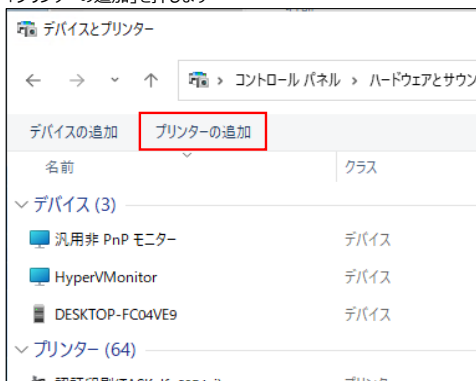 デバイスとプリンター
コントロール パネル › ハードウェアとサウン
デバイスの追加 プリンターの追加
名前 クラス
デバイス (3)
汎用非 PnP モニター デバイス
HyperVMonitor デバイス
DESKTOP-FC04VE9 デバイス
プリンター (64)